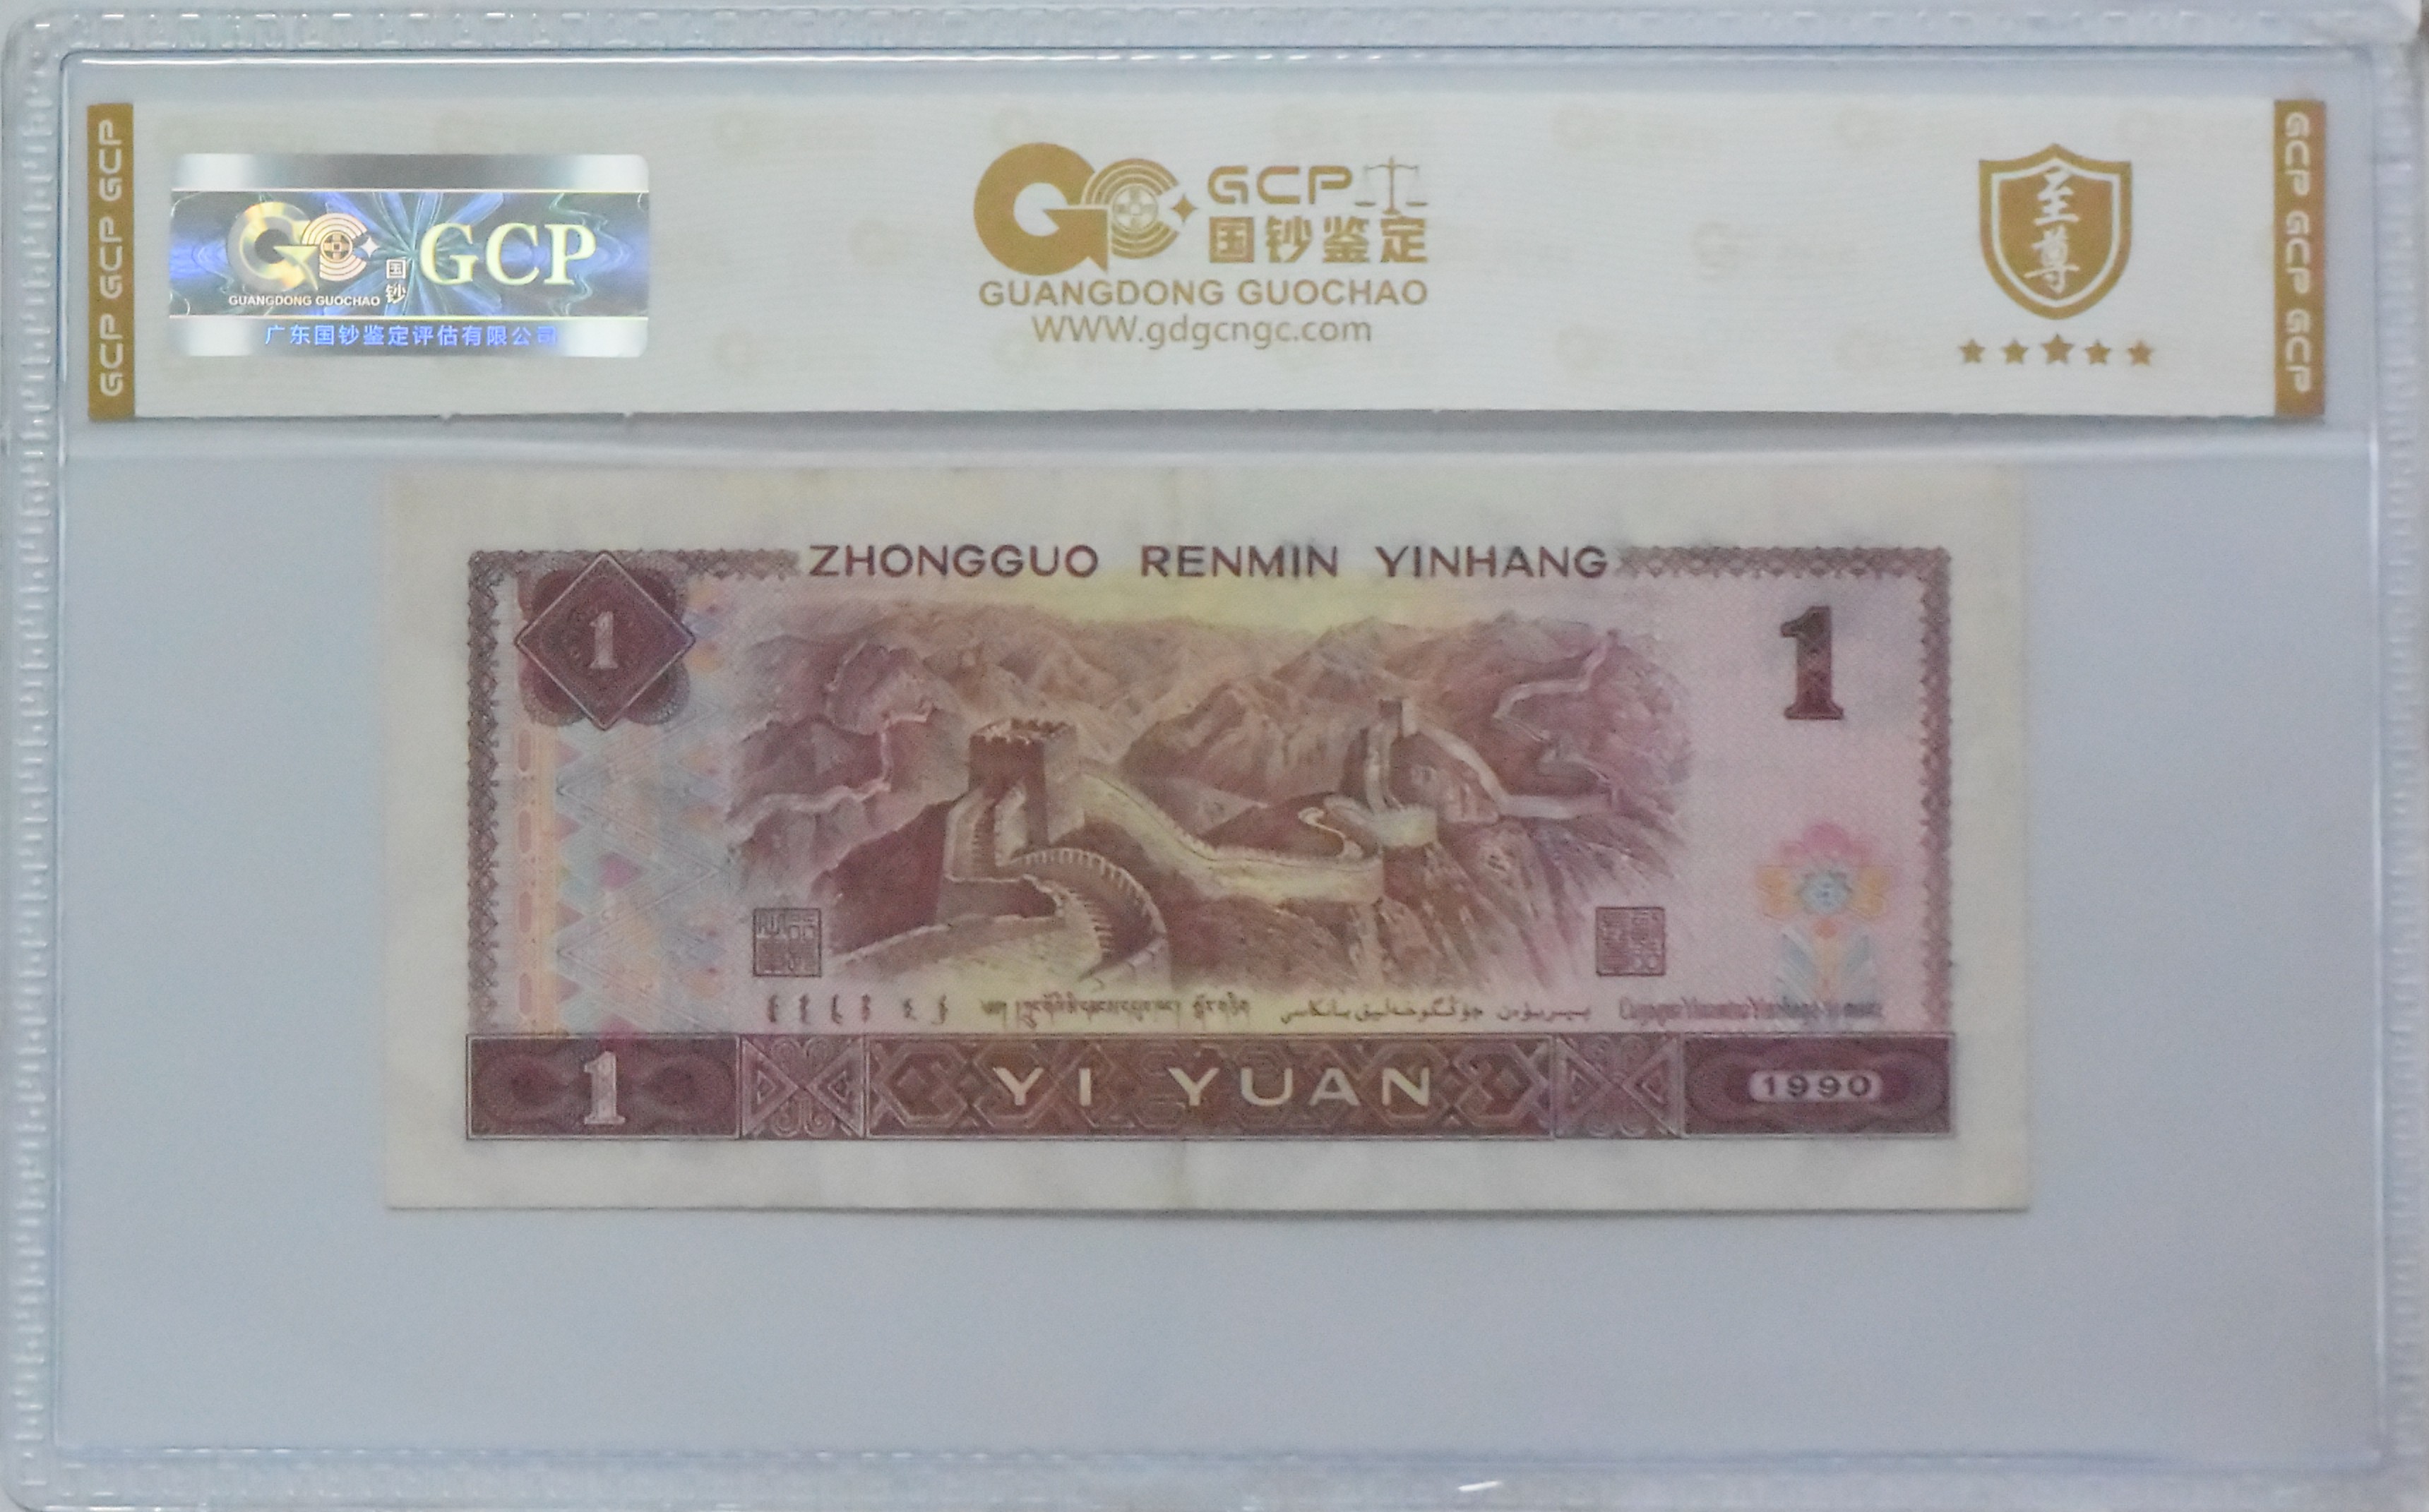 GCP GCP GCP
国钞
GCP
GUANGDONG GUOCHAO
广东国钞鉴定评估有限公司
GCP
国钞鉴定
GUANGDONG GUOCHAO
WWW.gdgcngc.com
至尊
GCP GCP GCP
ZHONGGUO RENMIN YINHANG
1
1
1
YI YUAN
1990